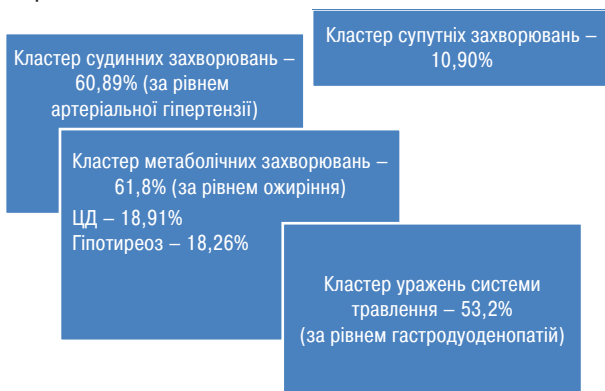 Кластер супутніх захворювань –
10,90%
Кластер судинних захворювань –
60,89% (за рівнем
артеріальної гіпертензії)
Кластер метаболічних захворювань –
61,8% (за рівнем ожиріння)
ЦД – 18,91%
Гіпотиреоз – 18,26%
Кластер уражень системи
травлення – 53,2%
(за рівнем гастродуоденопатій)